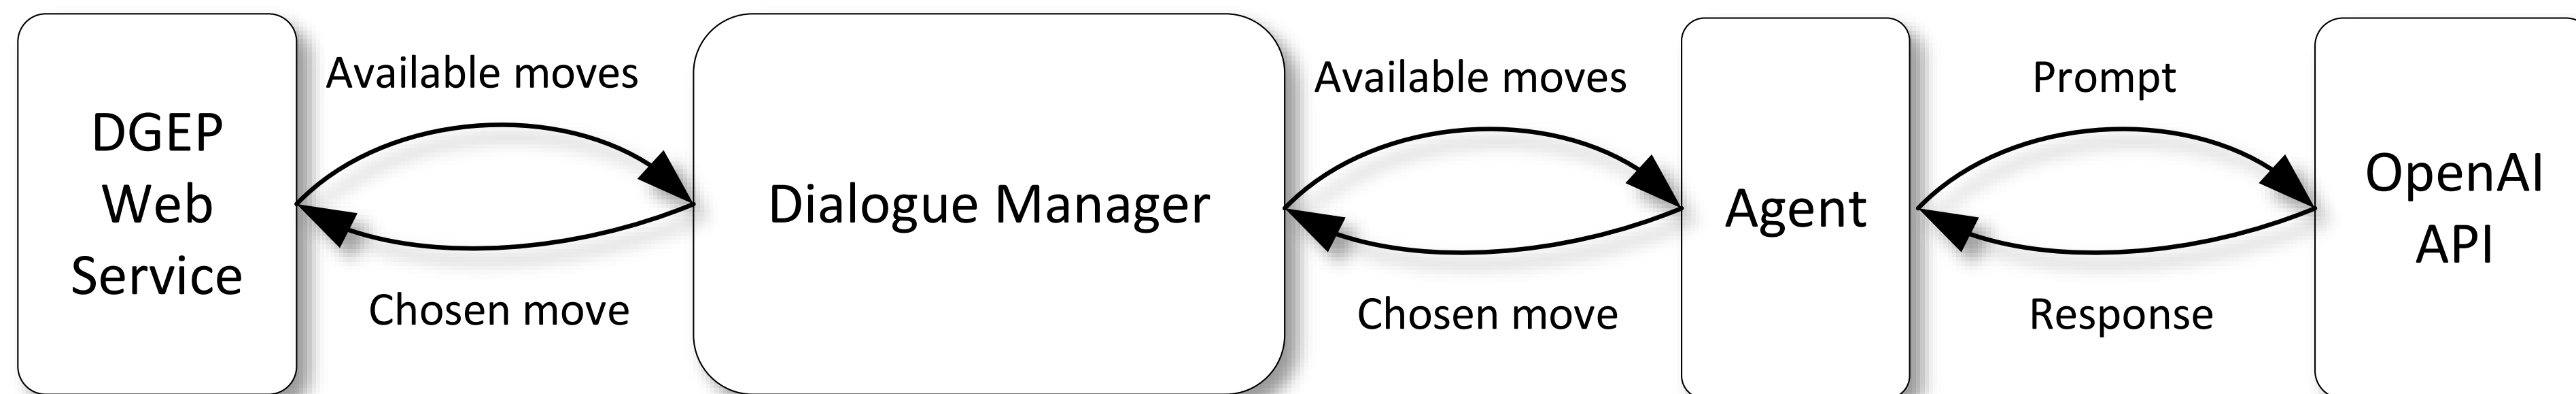 DGEP
Web
Service
Available moves
Chosen move
Dialogue Manager
Available moves
Chosen move
Agent
Prompt
Response
OpenAI
API